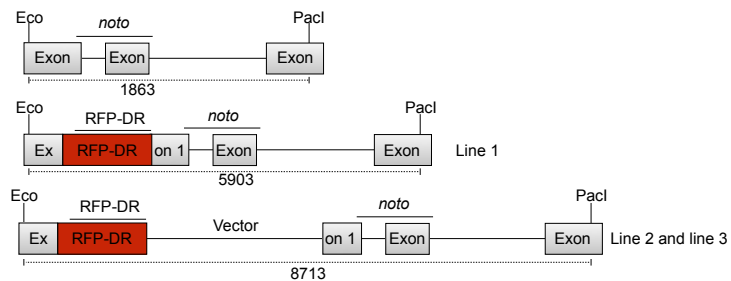 Eco noto PacI
Exon Exon Exon
1863
Eco RFP-DR noto PacI
Ex RFP-DR on 1 Exon Exon Line 1
5903
Eco RFP-DR Vector noto PacI
Ex RFP-DR on 1 Exon Exon Line 2 and line 3
8713